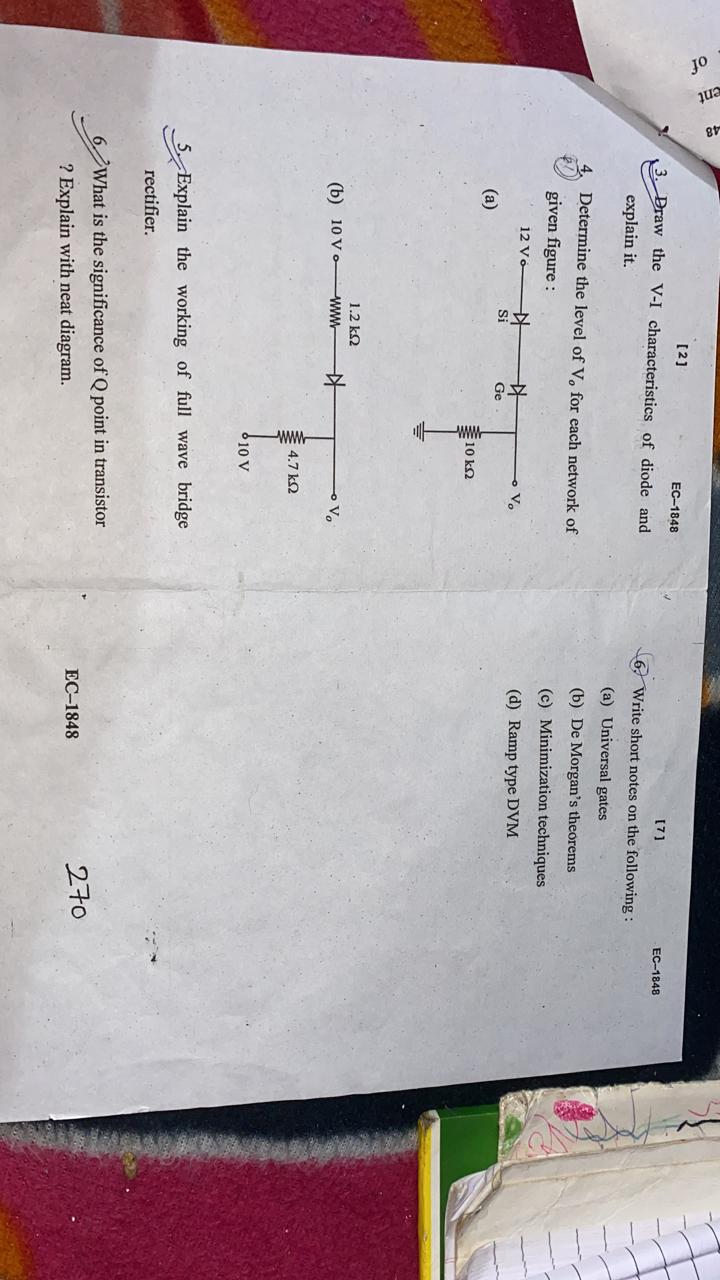 of
ent
48
[ 2 ]
EC–1848
3. Draw the V-I characteristics of diode and
explain it.
4. Determine the level of Vo for each network of
given figure :
(a)
12 V
Si
Ge
Vo
10 kΩ
(b)
10 V
1.2 kΩ
Vo
4.7 kΩ
10 V
5. Explain the working of full wave bridge
rectifier.
6. What is the significance of Q point in transistor
? Explain with neat diagram.
EC–1848
270
[ 7 ]
EC–1848
6. Write short notes on the following :
(a) Universal gates
(b) De Morgan's theorems
(c) Minimization techniques
(d) Ramp type DVM